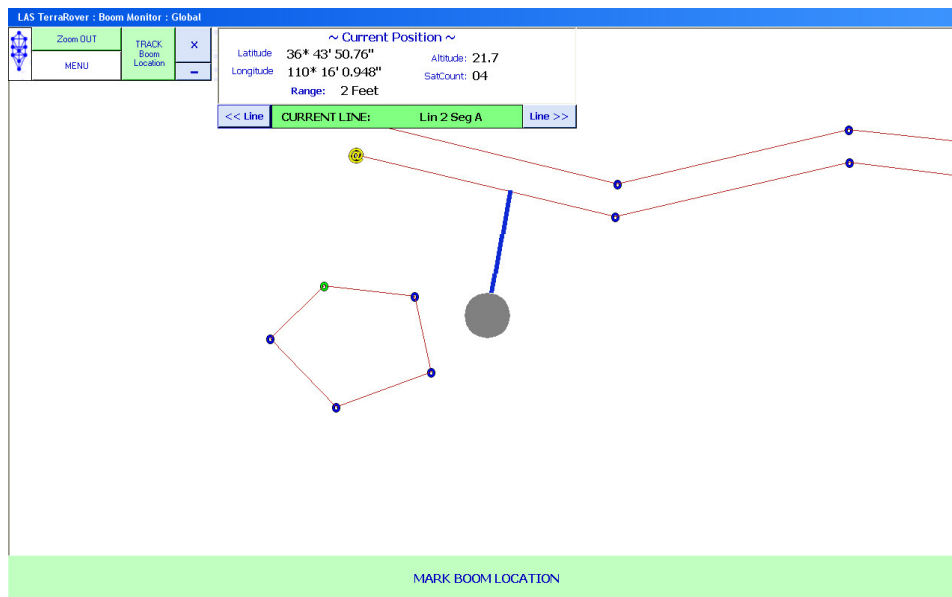 LAS TerraRover : Boom Monitor : Global
Zoom OUT
MENU
TRACK
Boom
Location
X
–
~ Current Position ~
Latitude 36* 43' 50.76" Altitude: 21.7
Longitude 110* 16' 0.948" SatCount: 04
Range: 2 Feet
<< Line CURRENT LINE: Lin 2 Seg A Line >>
MARK BOOM LOCATION